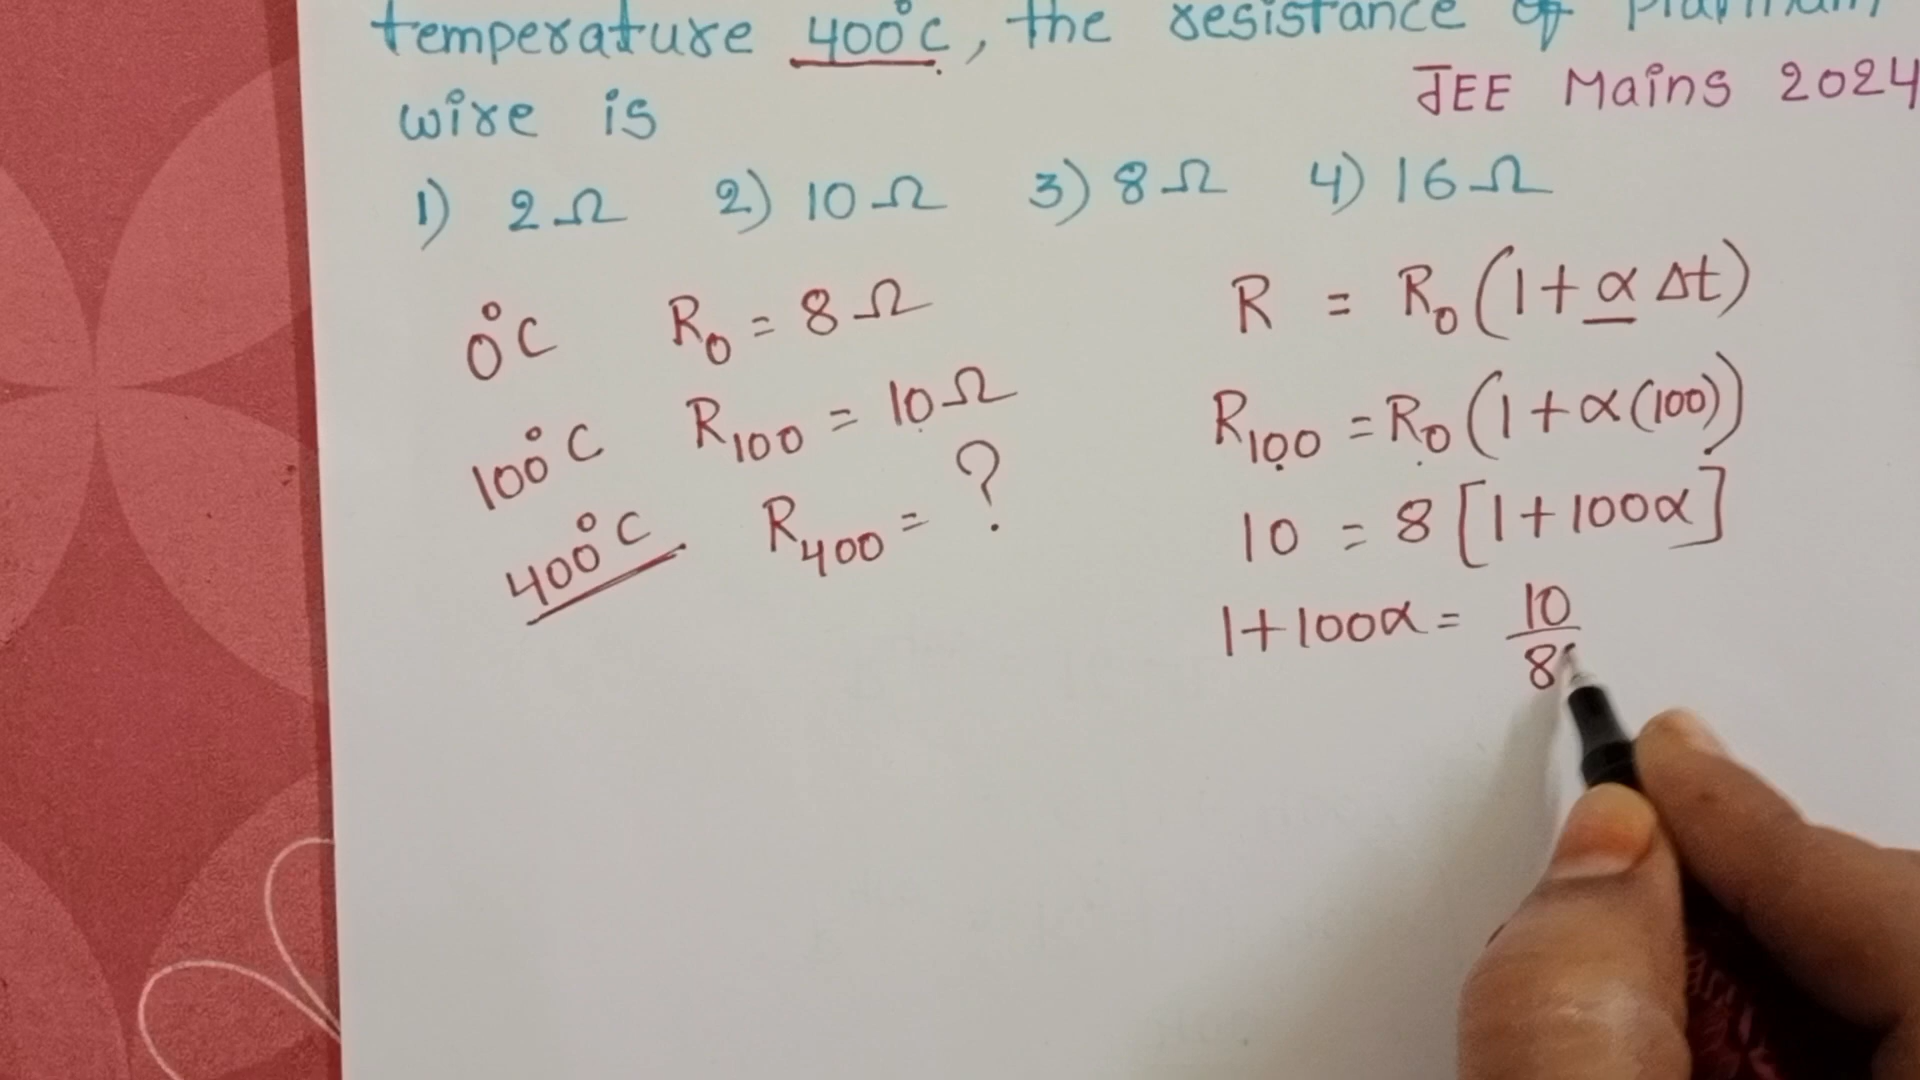 temperature 400°C, the resistance of Platinum
wire is
JEE Mains 2024
1) 2Ω 2) 10Ω 3) 8Ω 4) 16Ω
0°C R₀ = 8Ω
100°C R₁₀₀ = 10Ω
400°C R₄₀₀ = ?
R = R₀(1+αΔt)
R₁₀₀ = R₀(1+α(100))
10 = 8[1+100α]
1+100α = 10/8